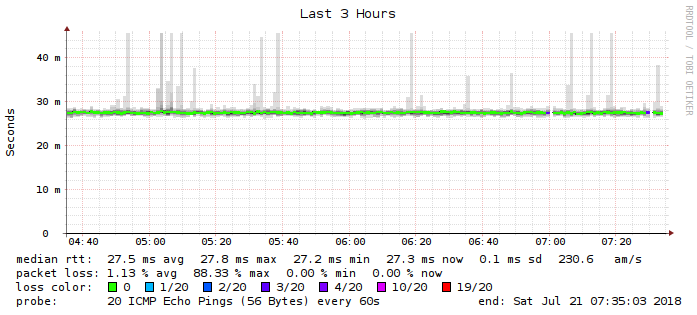 Last 3 Hours
RRDTOOL / TOBI OETIKER
Seconds
40 m
30 m
20 m
10 m
0
04:40 05:00 05:20 05:40 06:00 06:20 06:40 07:00 07:20
median rtt: 27.5 ms avg 27.8 ms max 27.2 ms min 27.3 ms now 0.1 ms sd 230.6 am/s
packet loss: 1.13 % avg 88.33 % max 0.00 % min 0.00 % now
loss color: 0 1/20 2/20 3/20 4/20 10/20 19/20
probe: 20 ICMP Echo Pings (56 Bytes) every 60s end: Sat Jul 21 07:35:03 2018